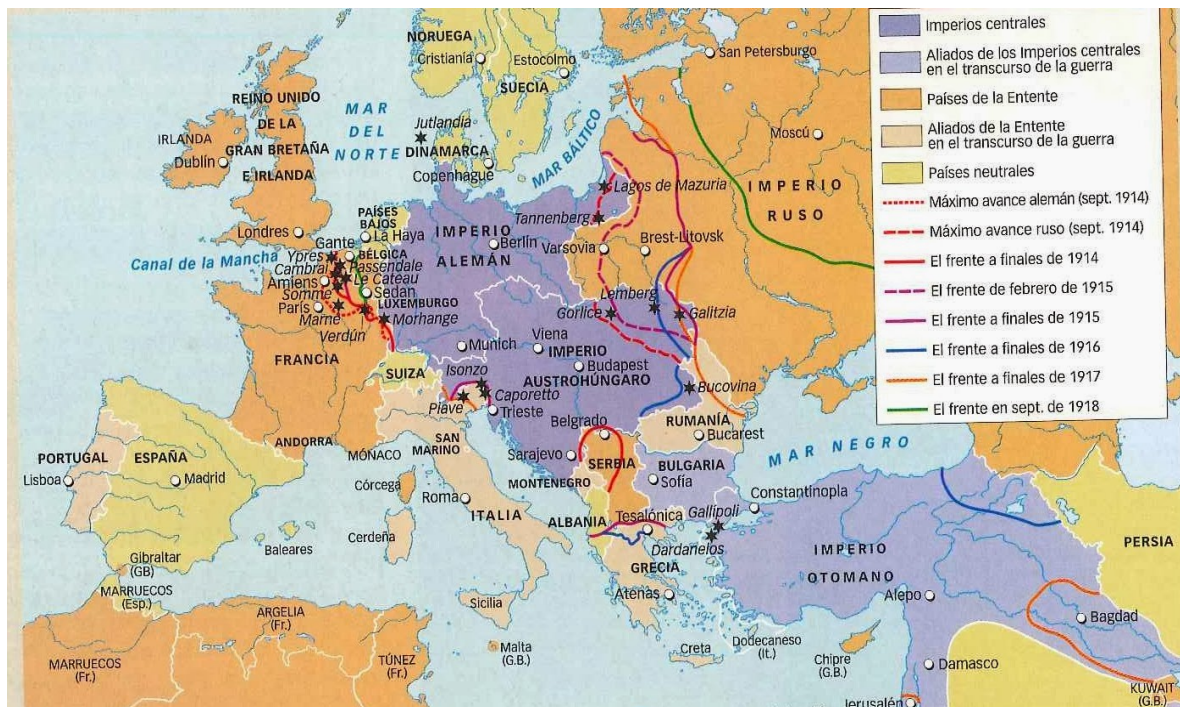 NORUEGA
Cristianía
Estocolmo
SUECIA
San Petersburgo
Moscú
REINO UNIDO
DE LA
GRAN BRETAÑA
E IRLANDA
IRLANDA
Dublín
Londres
MAR
DEL
NORTE
Jutlandia
DINAMARCA
Copenhague
MAR BÁLTICO
Lagos de Mazuria
Tannenberg
IMPERIO
RUSO
PAÍSES
BAJOS
La Haya
IMPERIO
ALEMÁN
Berlín
Varsovia
Brest-Litovsk
Canal de la Mancha
Gante
BÉLGICA
Ypres
Passendale
Cambral
Le Cateau
Amiens
Somme
Sedan
París
LUXEMBURGO
Marne
Morhange
Verdún
FRANCIA
Munich
Viena
IMPERIO
AUSTROHÚNGARO
Budapest
Lemberg
Gorlice
Galitzia
SUIZA
Isonzo
Caporetto
Piave
Trieste
Bucovina
RUMANÍA
Bucarest
Belgrado
Sarajevo
SERBIA
MONTENEGRO
BULGARIA
Sofía
MAR NEGRO
ANDORRA
MÓNACO
SAN
MARINO
PORTUGAL
Lisboa
ESPAÑA
Madrid
Córcega
Roma
ITALIA
ALBANIA
Tesalónica
Gallipoli
Constantinopla
Dardanelos
Cerdeña
Baleares
Gibraltar
(GB)
MARRUECOS
(Esp.)
GRECIA
Atenas
IMPERIO
OTOMANO
PERSIA
Alepo
Bagdad
Sicilia
MARRUECOS
(Fr.)
ARGELIA
(Fr.)
TÚNEZ
(Fr.)
Malta
(G.B.)
Creta
Dodecaneso
(It.)
Chipre
(G.B.)
Damasco
Jerusalén
KUWAIT
(G.B.)
Imperios centrales
Aliados de los Imperios centrales
en el transcurso de la guerra
Países de la Entente
Aliados de la Entente
en el transcurso de la guerra
Países neutrales
Máximo avance alemán (sept. 1914)
Máximo avance ruso (sept. 1914)
El frente a finales de 1914
El frente de febrero de 1915
El frente a finales de 1915
El frente a finales de 1916
El frente a finales de 1917
El frente en sept. de 1918